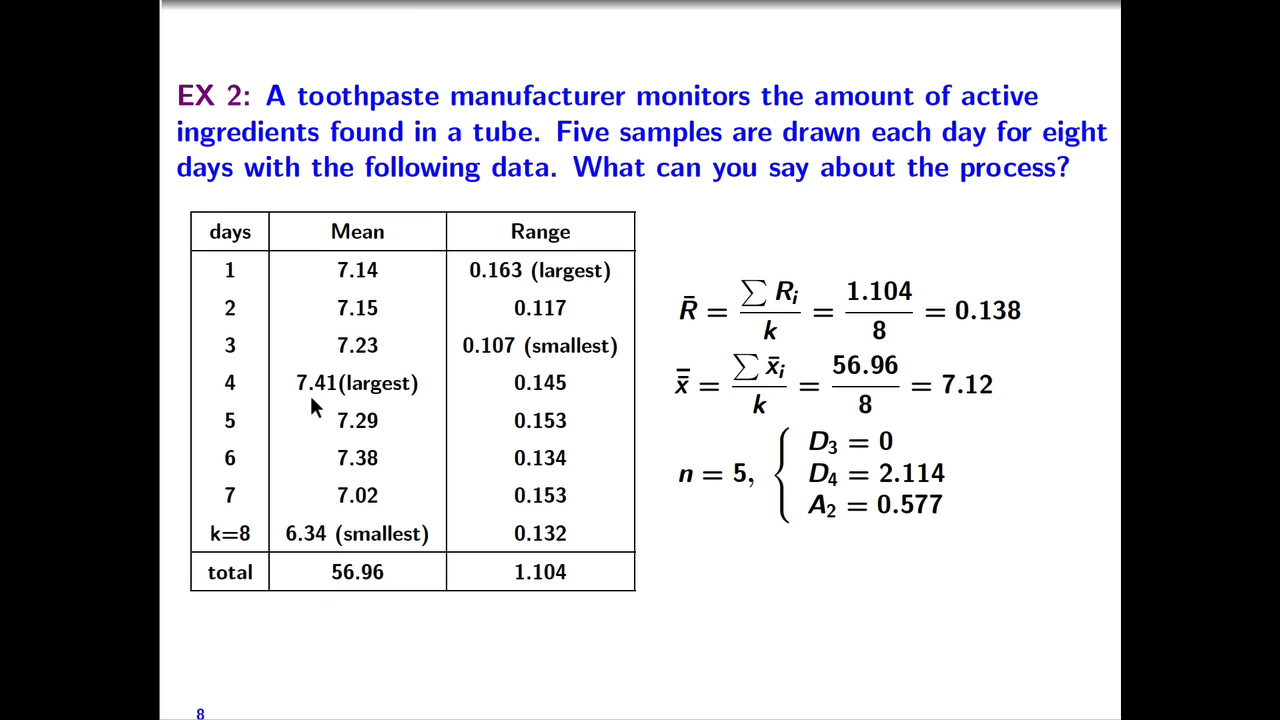 EX 2: A toothpaste manufacturer monitors the amount of active
ingredients found in a tube. Five samples are drawn each day for eight
days with the following data. What can you say about the process?
days Mean Range
1 7.14 0.163 (largest)
2 7.15 0.117
3 7.23 0.107 (smallest)
4 7.41(largest) 0.145
5 7.29 0.153
6 7.38 0.134
7 7.02 0.153
k=8 6.34 (smallest) 0.132
total 56.96 1.104
R̄ = ∑ Rᵢ / k = 1.104 / 8 = 0.138
x̿ = ∑ x̄ᵢ / k = 56.96 / 8 = 7.12
n = 5, { D₃ = 0
D₄ = 2.114
A₂ = 0.577
8